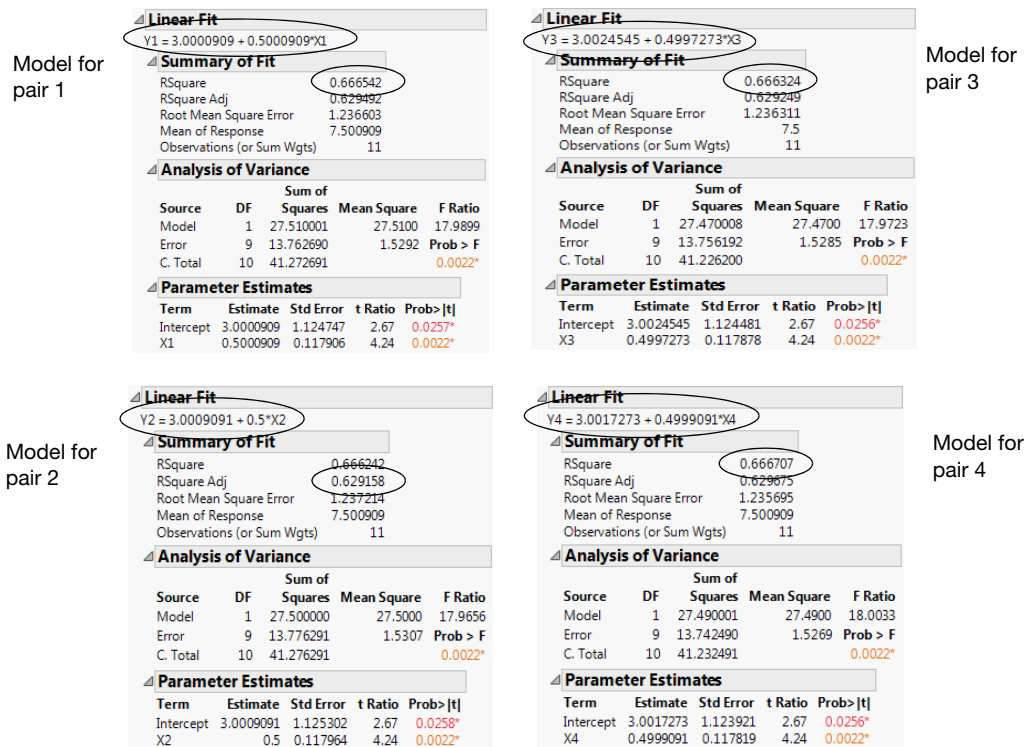 Model for
pair 1
Linear Fit
Y1 = 3.0000909 + 0.5000909*X1
Summary of Fit
RSquare 0.666542
RSquare Adj 0.629492
Root Mean Square Error 1.236603
Mean of Response 7.500909
Observations (or Sum Wgts) 11
Analysis of Variance
Sum of
Source DF Squares Mean Square F Ratio
Model 1 27.510001 27.5100 17.9899
Error 9 13.762690 1.5292 Prob > F
C. Total 10 41.272691 0.0022*
Parameter Estimates
Term Estimate Std Error t Ratio Prob>|t|
Intercept 3.0000909 1.124747 2.67 0.0257*
X1 0.5000909 0.117906 4.24 0.0022*
Model for
pair 3
Linear Fit
Y3 = 3.0024545 + 0.4997273*X3
Summary of Fit
RSquare 0.666324
RSquare Adj 0.629249
Root Mean Square Error 1.236311
Mean of Response 7.5
Observations (or Sum Wgts) 11
Analysis of Variance
Sum of
Source DF Squares Mean Square F Ratio
Model 1 27.470008 27.4700 17.9723
Error 9 13.756192 1.5285 Prob > F
C. Total 10 41.226200 0.0022*
Parameter Estimates
Term Estimate Std Error t Ratio Prob>|t|
Intercept 3.0024545 1.124481 2.67 0.0256*
X3 0.4997273 0.117878 4.24 0.0022*
Model for
pair 2
Linear Fit
Y2 = 3.0009091 + 0.5*X2
Summary of Fit
RSquare 0.666242
RSquare Adj 0.629158
Root Mean Square Error 1.237214
Mean of Response 7.500909
Observations (or Sum Wgts) 11
Analysis of Variance
Sum of
Source DF Squares Mean Square F Ratio
Model 1 27.500000 27.5000 17.9656
Error 9 13.776291 1.5307 Prob > F
C. Total 10 41.276291 0.0022*
Parameter Estimates
Term Estimate Std Error t Ratio Prob>|t|
Intercept 3.0009091 1.125302 2.67 0.0258*
X2 0.5 0.117964 4.24 0.0022*
Model for
pair 4
Linear Fit
Y4 = 3.0017273 + 0.4999091*X4
Summary of Fit
RSquare 0.666707
RSquare Adj 0.629675
Root Mean Square Error 1.235695
Mean of Response 7.500909
Observations (or Sum Wgts) 11
Analysis of Variance
Sum of
Source DF Squares Mean Square F Ratio
Model 1 27.490001 27.4900 18.0033
Error 9 13.742490 1.5269 Prob > F
C. Total 10 41.232491 0.0022*
Parameter Estimates
Term Estimate Std Error t Ratio Prob>|t|
Intercept 3.0017273 1.123921 2.67 0.0256*
X4 0.4999091 0.117819 4.24 0.0022*